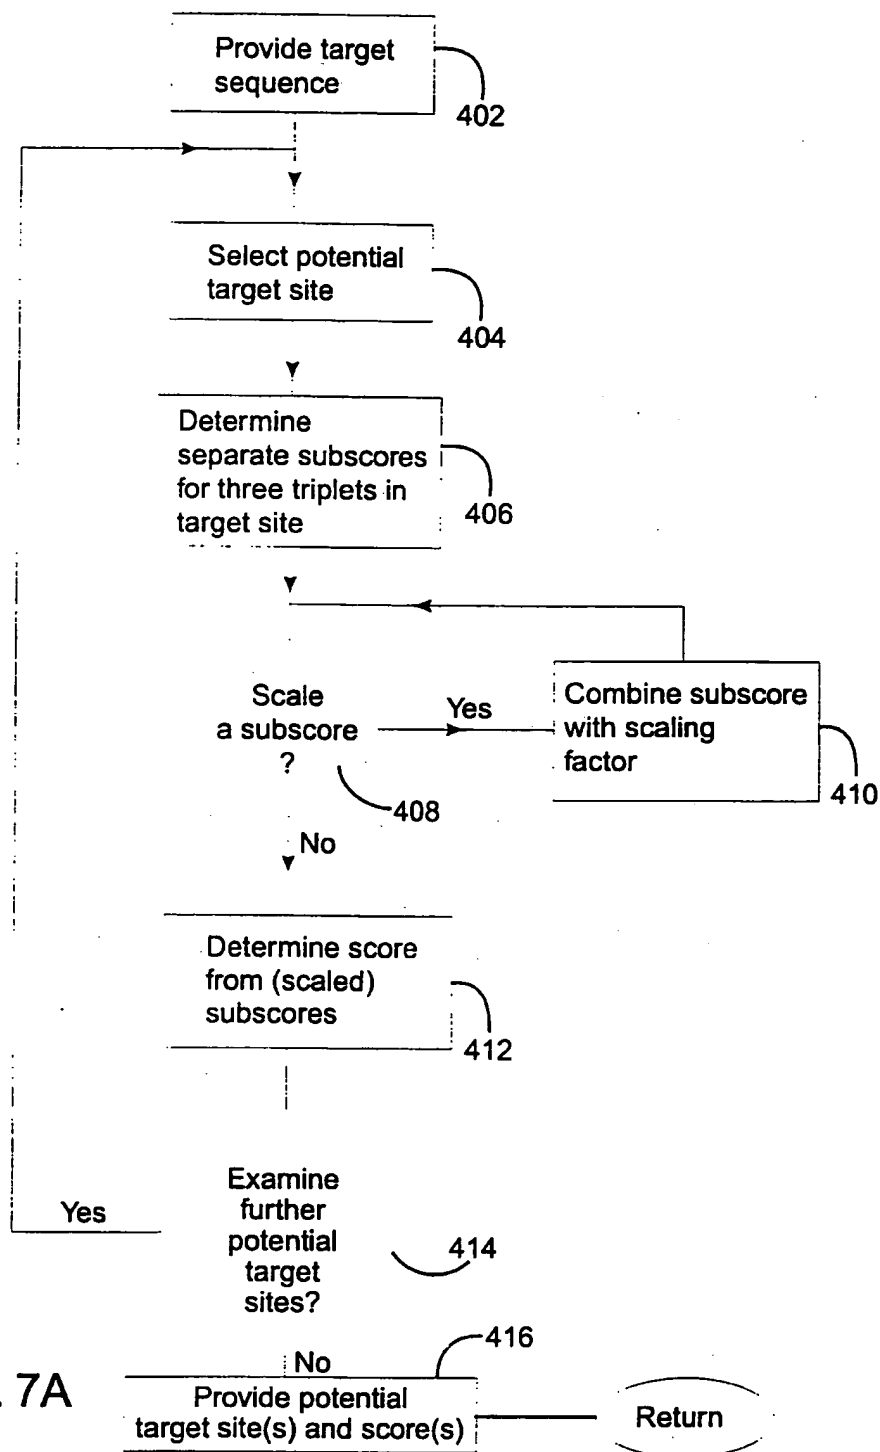 Provide target
sequence
402
Select potential
target site
404
Determine
separate subscores
for three triplets in
target site
406
Scale
a subscore
?
408
Yes
Combine subscore
with scaling
factor
410
No
Determine score
from (scaled)
subscores
412
Examine
further
potential
target
sites?
Yes
414
416
No
7A
Provide potential
target site(s) and score(s)
Return